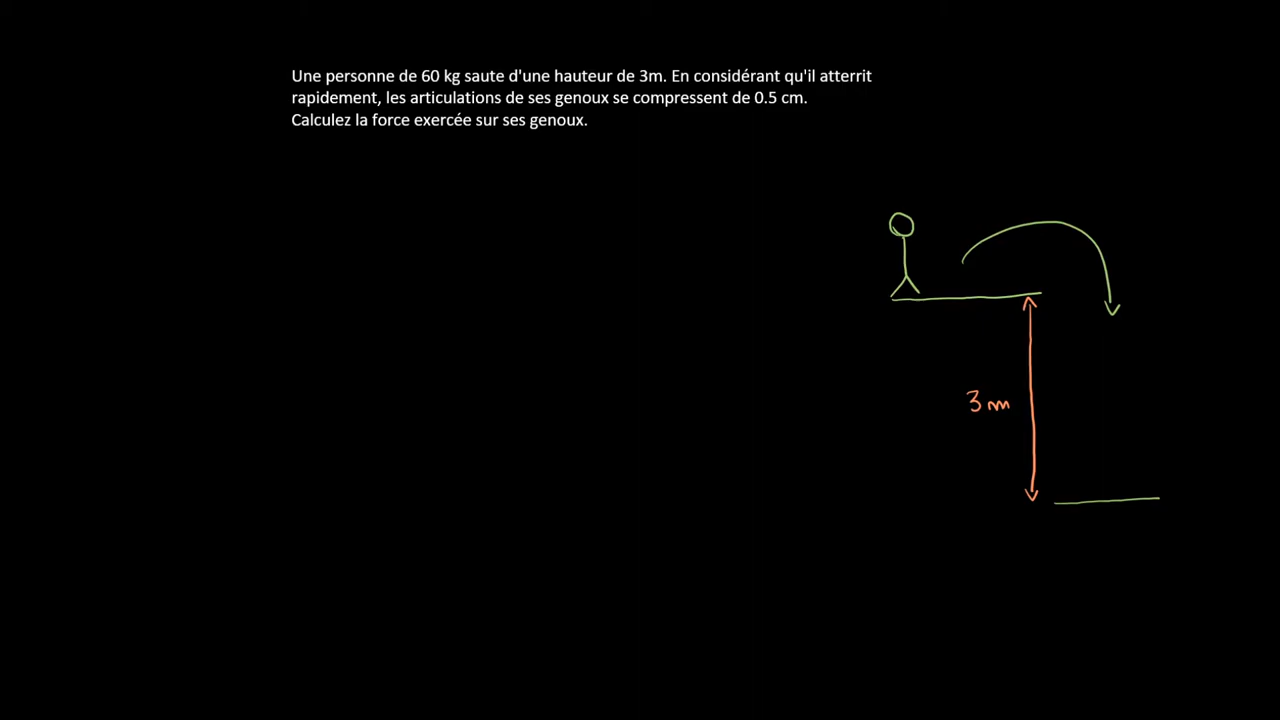 Une personne de 60 kg saute d'une hauteur de 3m. En considérant qu'il atterrit
rapidement, les articulations de ses genoux se compressent de 0.5 cm.
Calculez la force exercée sur ses genoux.
3 m